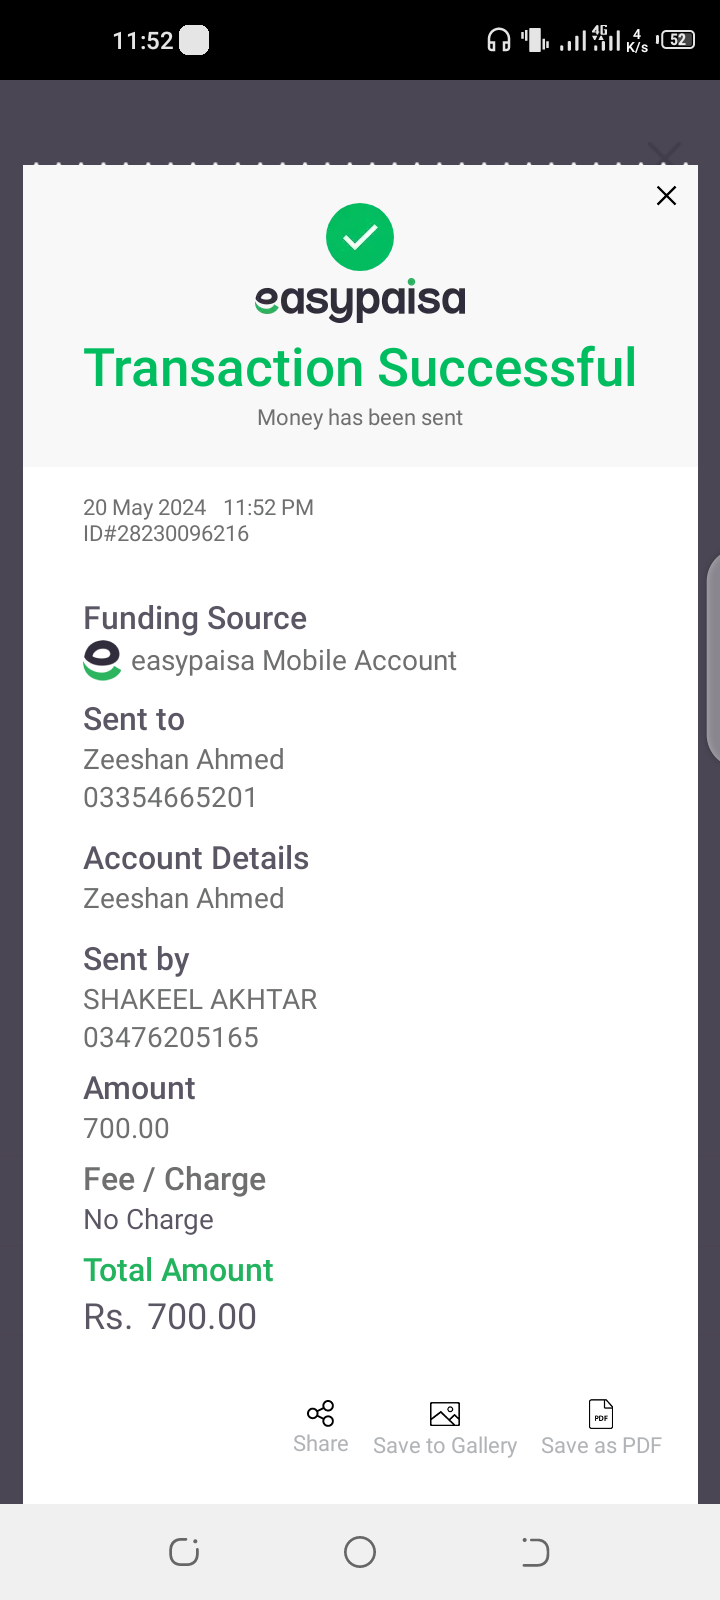 11:52
4G
4
K/s
52
easypaisa
Transaction Successful
Money has been sent
20 May 2024 11:52 PM
ID#28230096216
Funding Source
easypaisa Mobile Account
Sent to
Zeeshan Ahmed
03354665201
Account Details
Zeeshan Ahmed
Sent by
SHAKEEL AKHTAR
03476205165
Amount
700.00
Fee / Charge
No Charge
Total Amount
Rs. 700.00
PDF
Share Save to Gallery Save as PDF